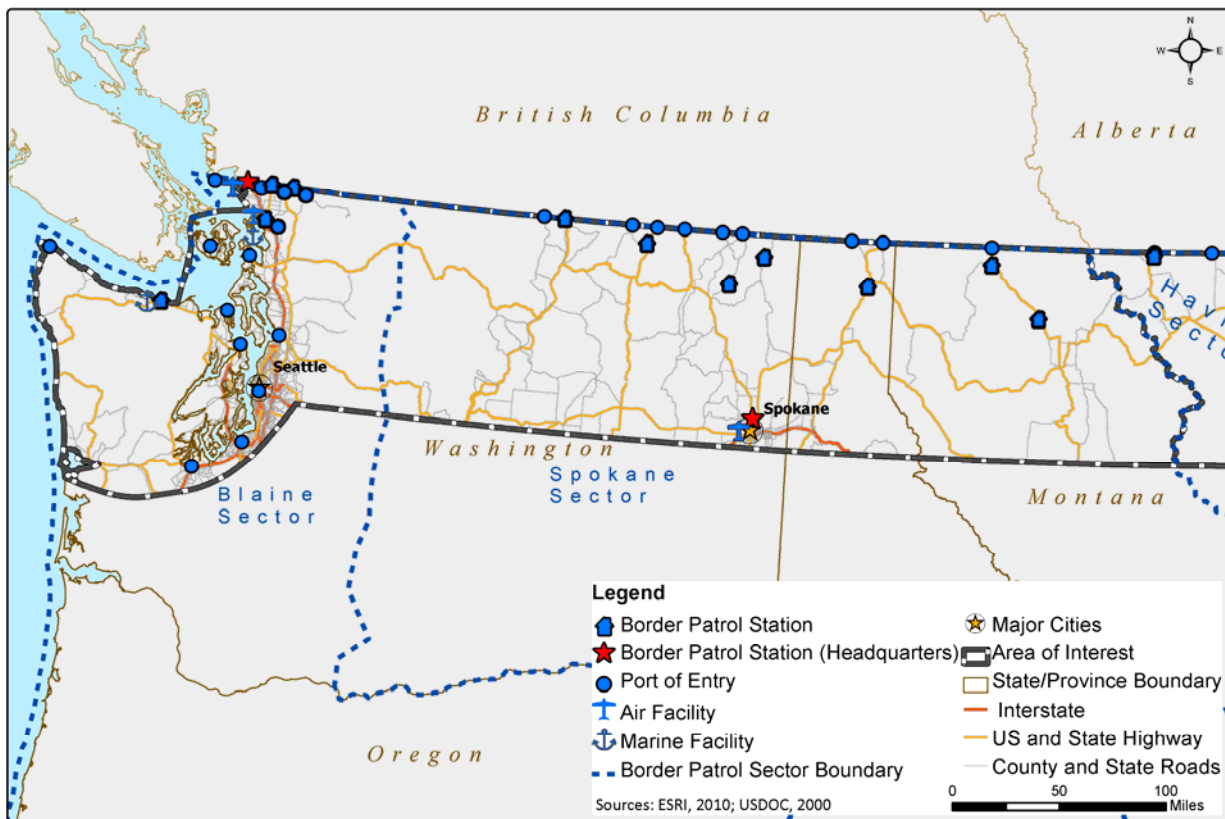 N
W E
S
British Columbia
Alberta
Seattle
Spokane
Washington
Blaine
Sector
Spokane
Sector
Montana
Oregon
Legend
Border Patrol Station
Border Patrol Station (Headquarters)
Port of Entry
Air Facility
Marine Facility
Border Patrol Sector Boundary
Major Cities
Area of Interest
State/Province Boundary
Interstate
US and State Highway
County and State Roads
Sources: ESRI, 2010; USDOC, 2000
0 50 100
Miles